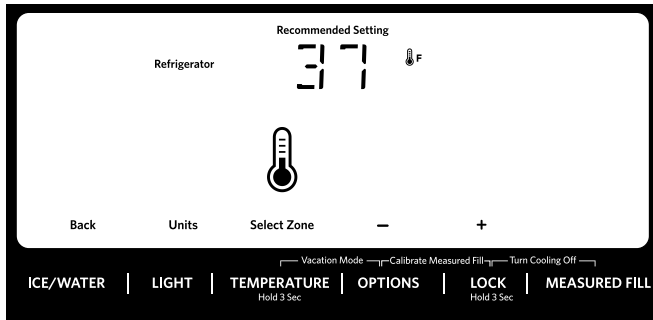 Recommended Setting
Refrigerator 37 F
Back Units Select Zone − +
Vacation Mode Calibrate Measured Fill Turn Cooling Off
ICE/WATER LIGHT TEMPERATURE OPTIONS LOCK MEASURED FILL
Hold 3 Sec Hold 3 Sec